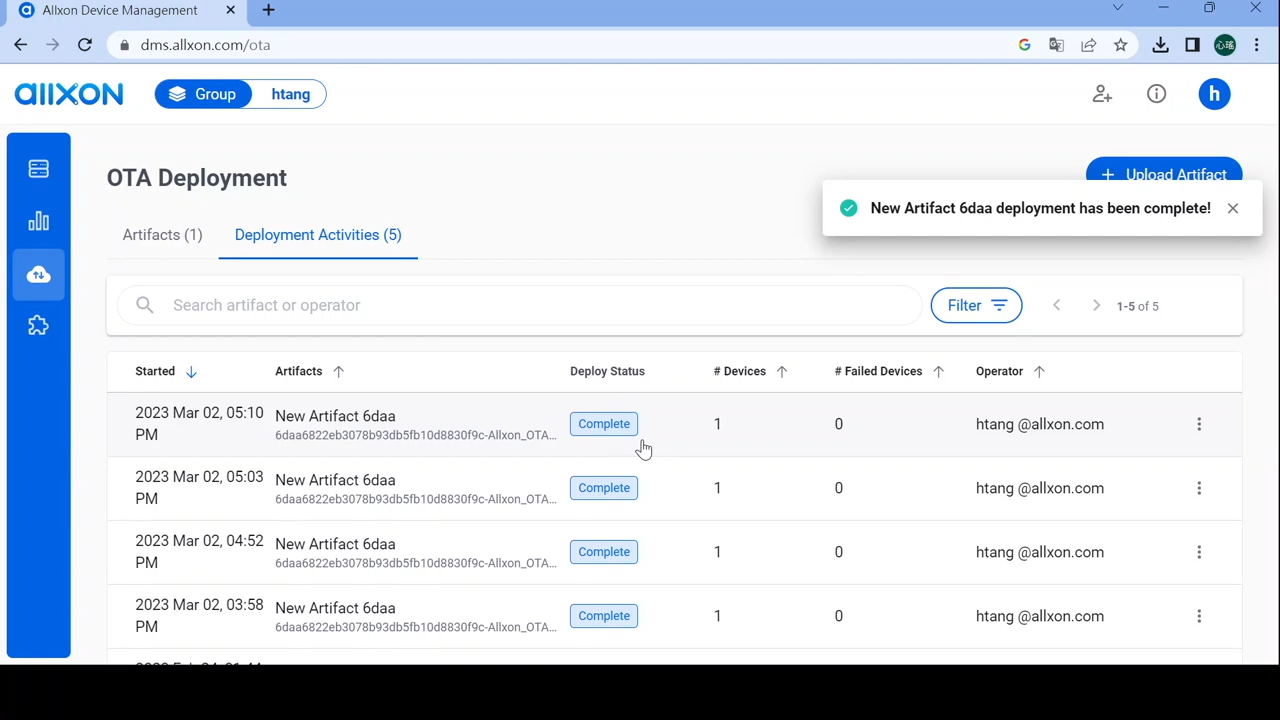 Allxon Device Management
dms.allxon.com/ota
心瑤
allxon
Group
htang
h
OTA Deployment
Upload Artifact
New Artifact 6daa deployment has been complete!
Artifacts (1)
Deployment Activities (5)
Search artifact or operator
Filter
1-5 of 5
Started
Artifacts
Deploy Status
# Devices
# Failed Devices
Operator
2023 Mar 02, 05:10
PM
New Artifact 6daa
6daa6822eb3078b93db5fb10d8830f9c-Allxon_OTA...
Complete
1
0
htang @allxon.com
2023 Mar 02, 05:03
PM
New Artifact 6daa
6daa6822eb3078b93db5fb10d8830f9c-Allxon_OTA...
Complete
1
0
htang @allxon.com
2023 Mar 02, 04:52
PM
New Artifact 6daa
6daa6822eb3078b93db5fb10d8830f9c-Allxon_OTA...
Complete
1
0
htang @allxon.com
2023 Mar 02, 03:58
PM
New Artifact 6daa
6daa6822eb3078b93db5fb10d8830f9c-Allxon_OTA...
Complete
1
0
htang @allxon.com